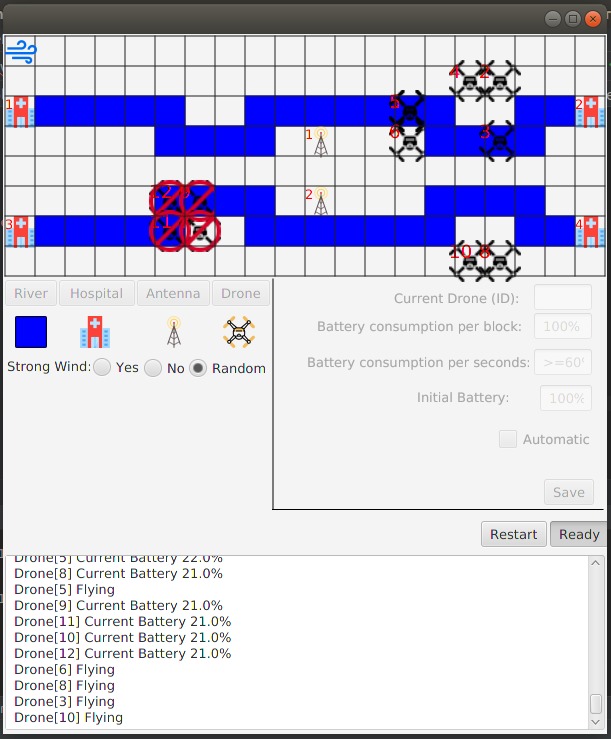 4 2
1 5 2
1 6 3
12
2
3 11 4
10 8
River Hospital Antenna Drone
Current Drone (ID):
Battery consumption per block: 100%
Battery consumption per seconds: >=60
Strong Wind: Yes No Random
Initial Battery: 100%
Automatic
Save
Restart Ready
Drone[5] Current Battery 22.0%
Drone[8] Current Battery 21.0%
Drone[5] Flying
Drone[9] Current Battery 21.0%
Drone[11] Current Battery 21.0%
Drone[10] Current Battery 21.0%
Drone[12] Current Battery 21.0%
Drone[6] Flying
Drone[8] Flying
Drone[3] Flying
Drone[10] Flying